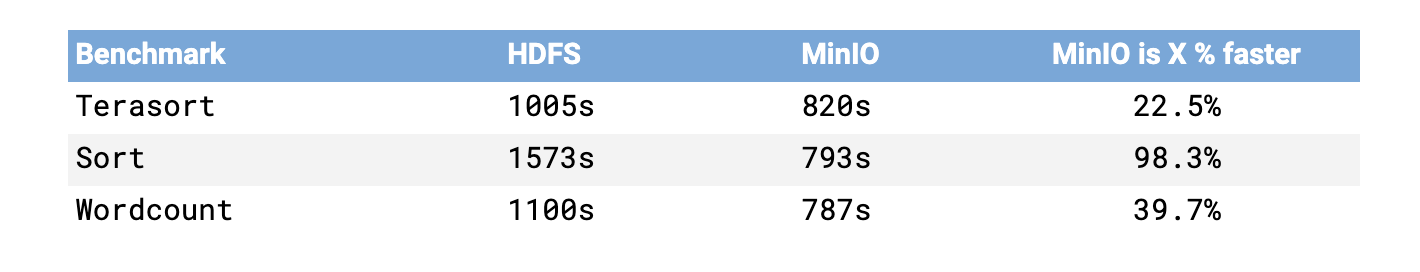 Benchmark HDFS MinIO MinIO is X % faster
Terasort 1005s 820s 22.5%
Sort 1573s 793s 98.3%
Wordcount 1100s 787s 39.7%